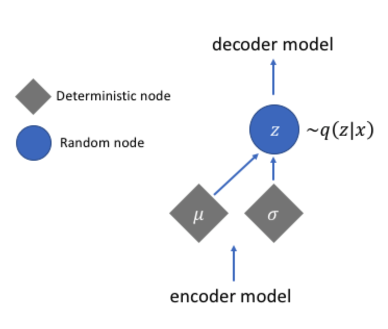 decoder model
Deterministic node
Random node
z
~q(z|x)
μ
σ
encoder model